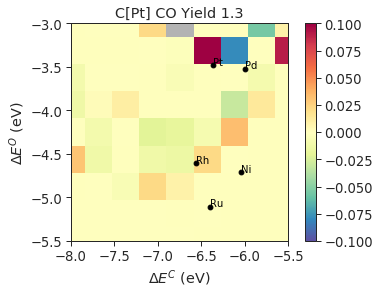 C[Pt] CO Yield 1.3
ΔE^O (eV)
−3.0
−3.5
−4.0
−4.5
−5.0
−5.5
−8.0 −7.5 −7.0 −6.5 −6.0 −5.5
ΔE^C (eV)
Pt
Pd
Rh
Ni
Ru
0.100
0.075
0.050
0.025
0.000
−0.025
−0.050
−0.075
−0.100